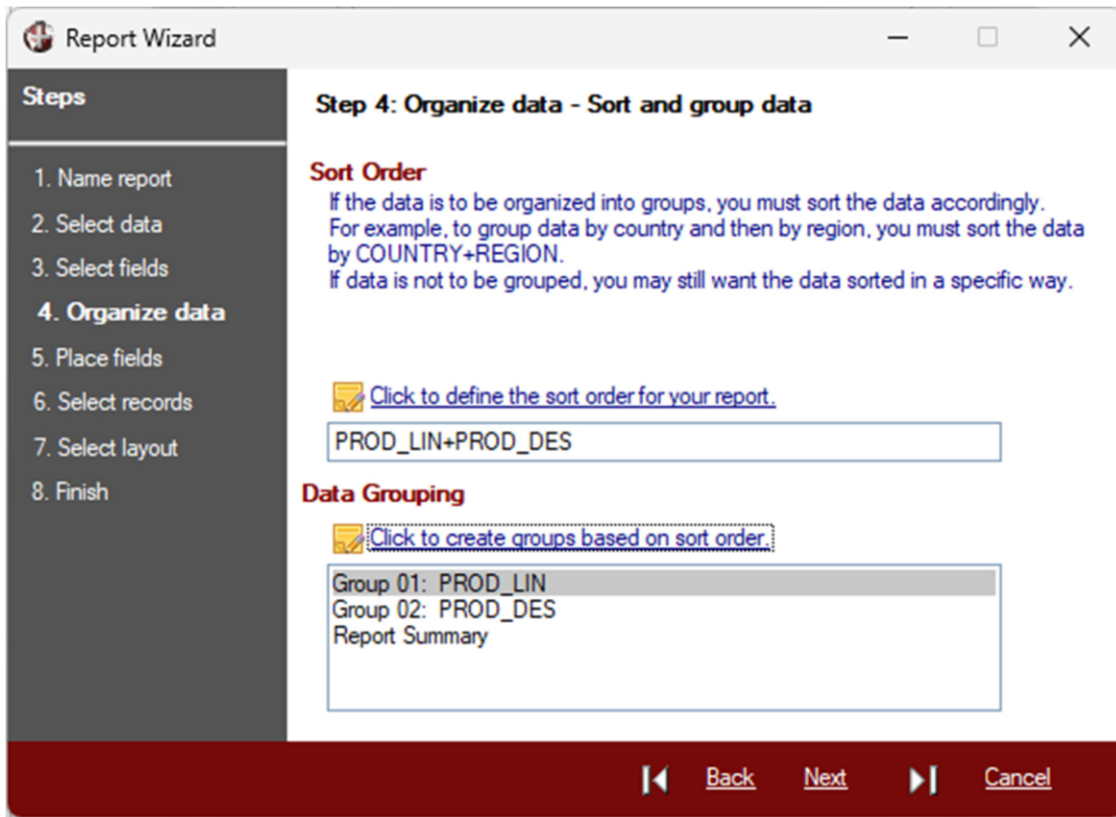 Report Wizard
Steps
1. Name report
2. Select data
3. Select fields
4. Organize data
5. Place fields
6. Select records
7. Select layout
8. Finish
Step 4: Organize data - Sort and group data
Sort Order
If the data is to be organized into groups, you must sort the data accordingly.
For example, to group data by country and then by region, you must sort the data
by COUNTRY+REGION.
If data is not to be grouped, you may still want the data sorted in a specific way.
Click to define the sort order for your report.
PROD_LIN+PROD_DES
Data Grouping
Click to create groups based on sort order.
Group 01: PROD_LIN
Group 02: PROD_DES
Report Summary
Back Next Cancel